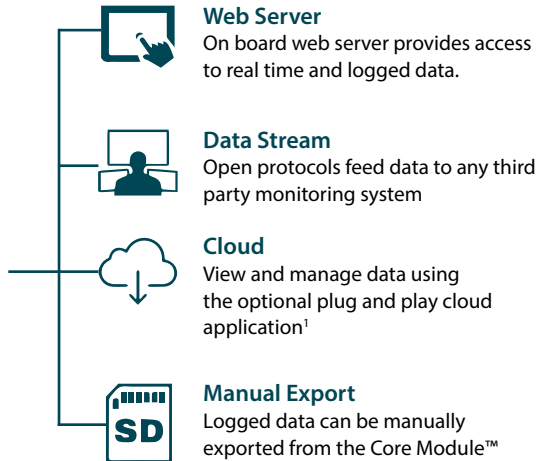 Web Server
On board web server provides access
to real time and logged data.
Data Stream
Open protocols feed data to any third
party monitoring system
Cloud
View and manage data using
the optional plug and play cloud
application¹
SD
Manual Export
Logged data can be manually
exported from the Core Module™